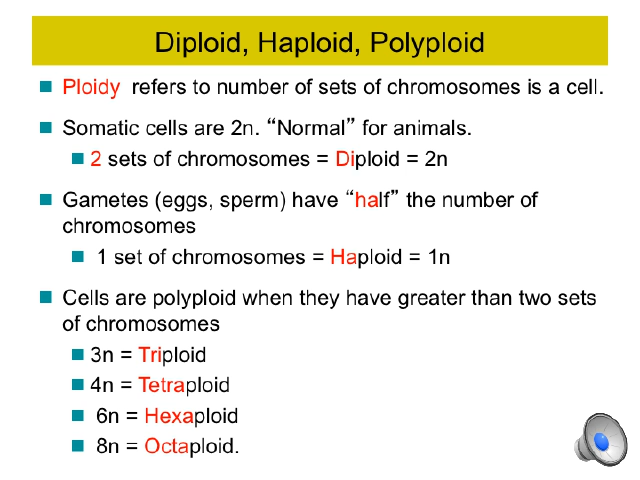 Diploid, Haploid, Polyploid
Ploidy refers to number of sets of chromosomes is a cell.
Somatic cells are 2n. “Normal” for animals.
2 sets of chromosomes = Diploid = 2n
Gametes (eggs, sperm) have “half” the number of
chromosomes
1 set of chromosomes = Haploid = 1n
Cells are polyploid when they have greater than two sets
of chromosomes
3n = Triploid
4n = Tetraploid
6n = Hexaploid
8n = Octaploid.